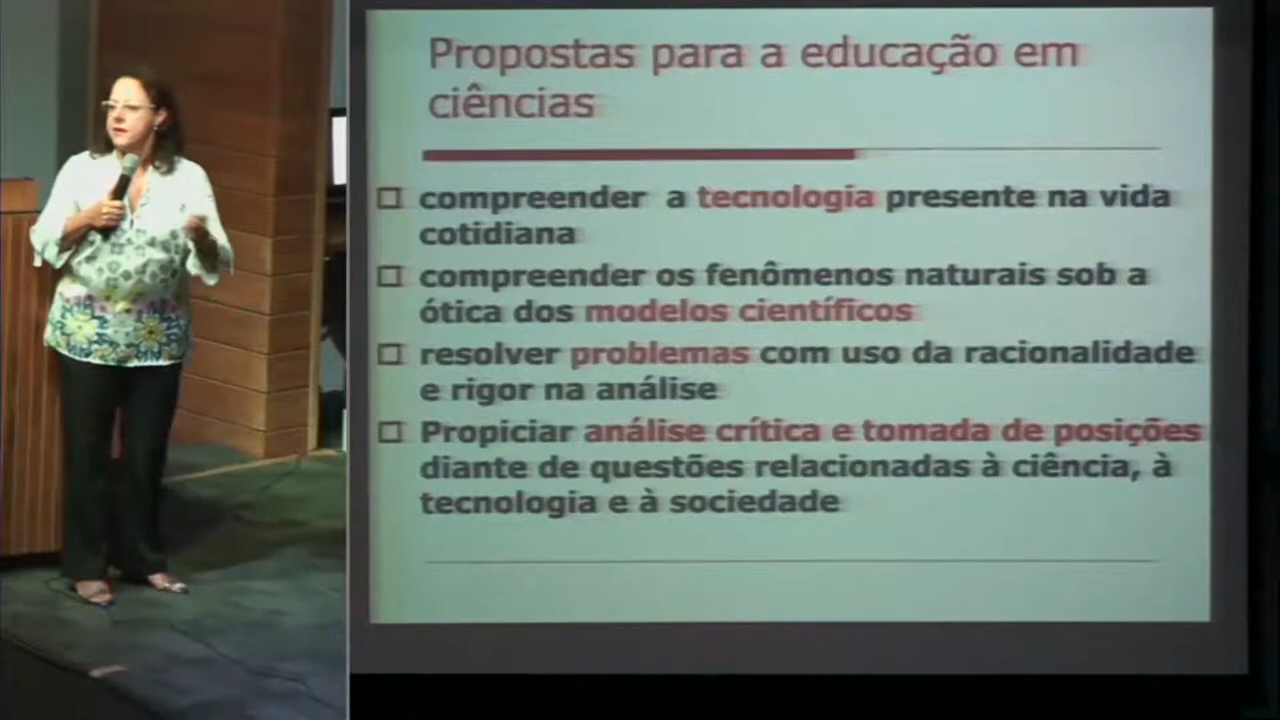 Propostas para a educação em
ciências
compreender a tecnologia presente na vida
cotidiana
compreender os fenômenos naturais sob a
ótica dos modelos científicos
resolver problemas com uso da racionalidade
e rigor na análise
Propiciar análise crítica e tomada de posições
diante de questões relacionadas à ciência, à
tecnologia e à sociedade